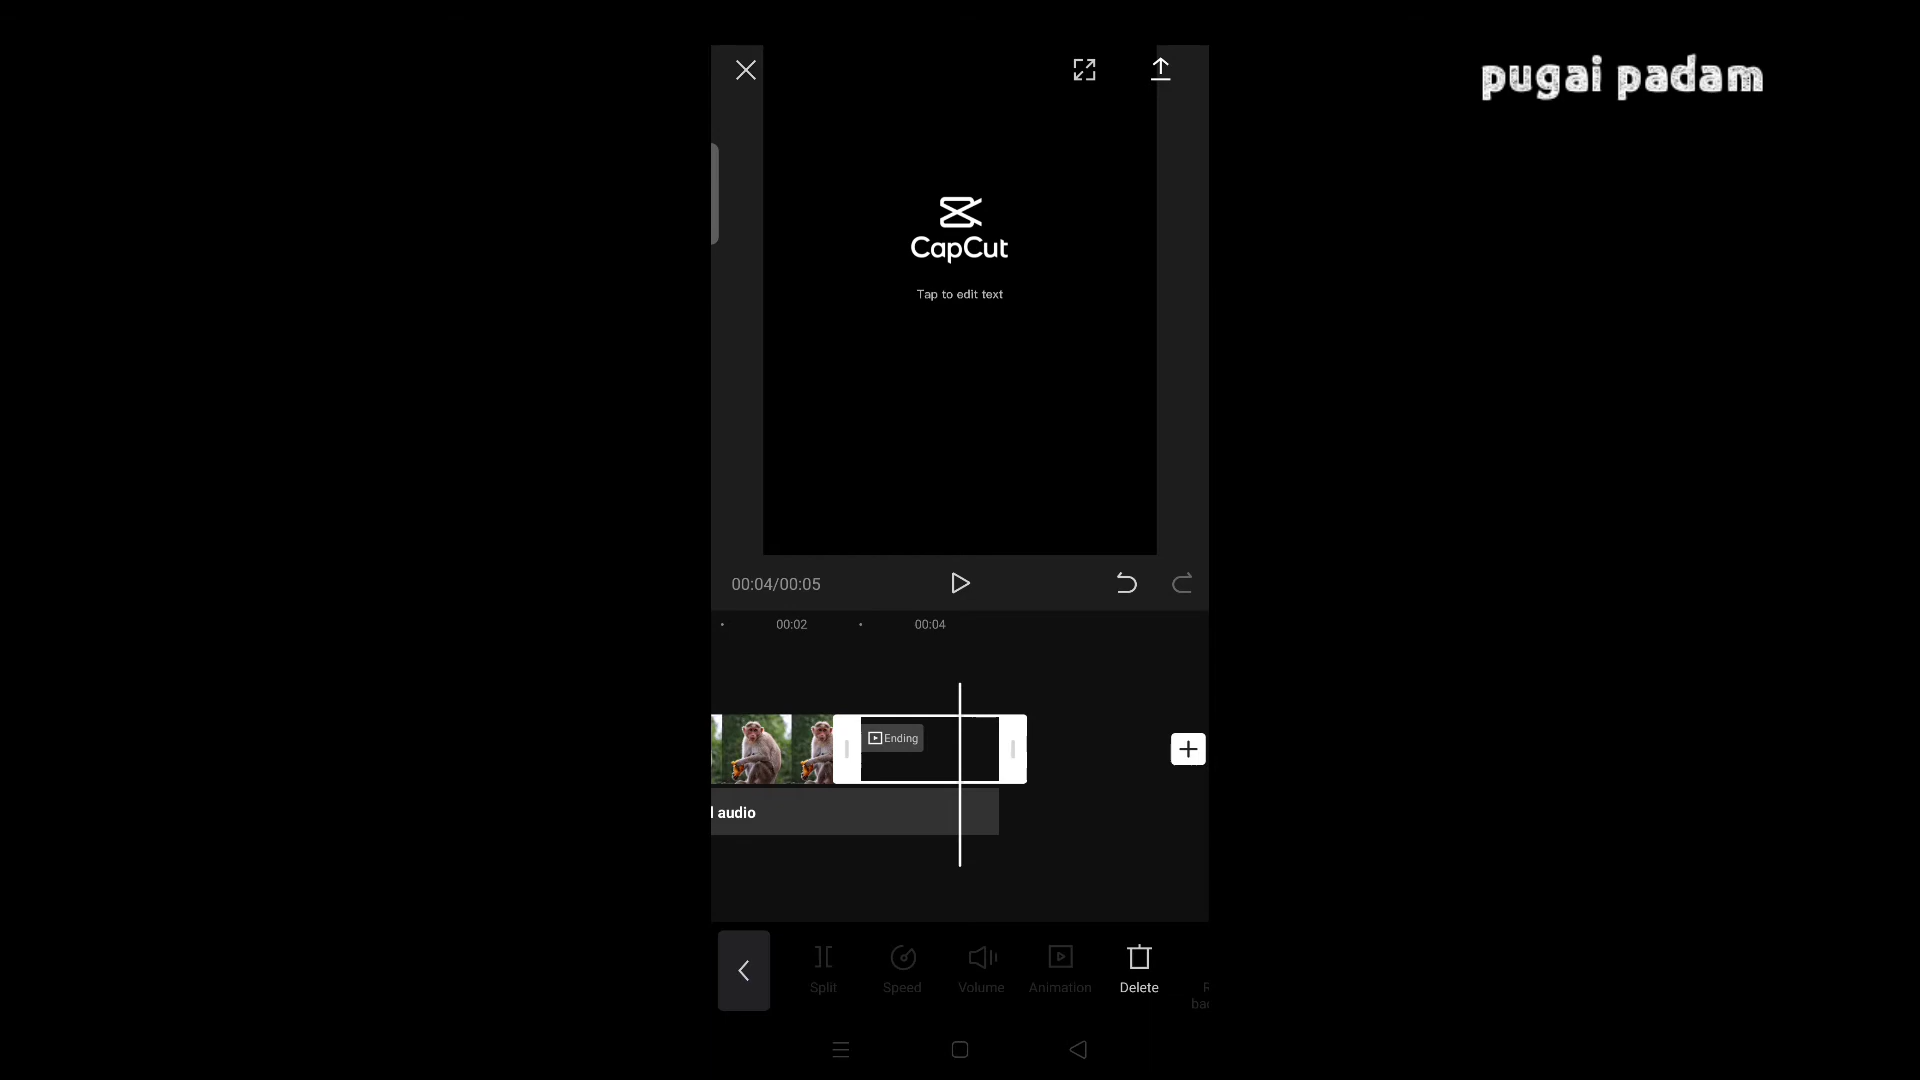 pugai padam
CapCut
Tap to edit text
00:04/00:05
00:02
00:04
Ending
audio
Split
Speed
Volume
Animation
Delete